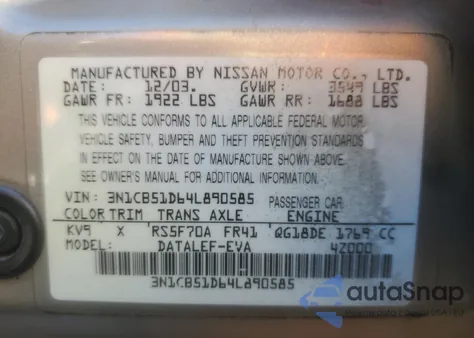 MANUFACTURED BY NISSAN MOTOR CO., LTD.
DATE: 12/03. GVWR: 3549 LBS
GAWR FR: 1922 LBS GAWR RR: 1688 LBS
THIS VEHICLE CONFORMS TO ALL APPLICABLE FEDERAL MOTOR
VEHICLE SAFETY, BUMPER AND THEFT PREVENTION STANDARDS
IN EFFECT ON THE DATE OF MANUFACTURE SHOWN ABOVE.
SEE OWNER'S MANUAL FOR ADDITIONAL INFORMATION.
VIN: 3N1CB51D64L890585 PASSENGER CAR
COLOR TRIM TRANS AXLE ENGINE
KV9 X RS5F70A FR41 QG18DE 1769 CC
MODEL: DATALEF-EVA 42000
3N1CB51D64L890585
autoSnap